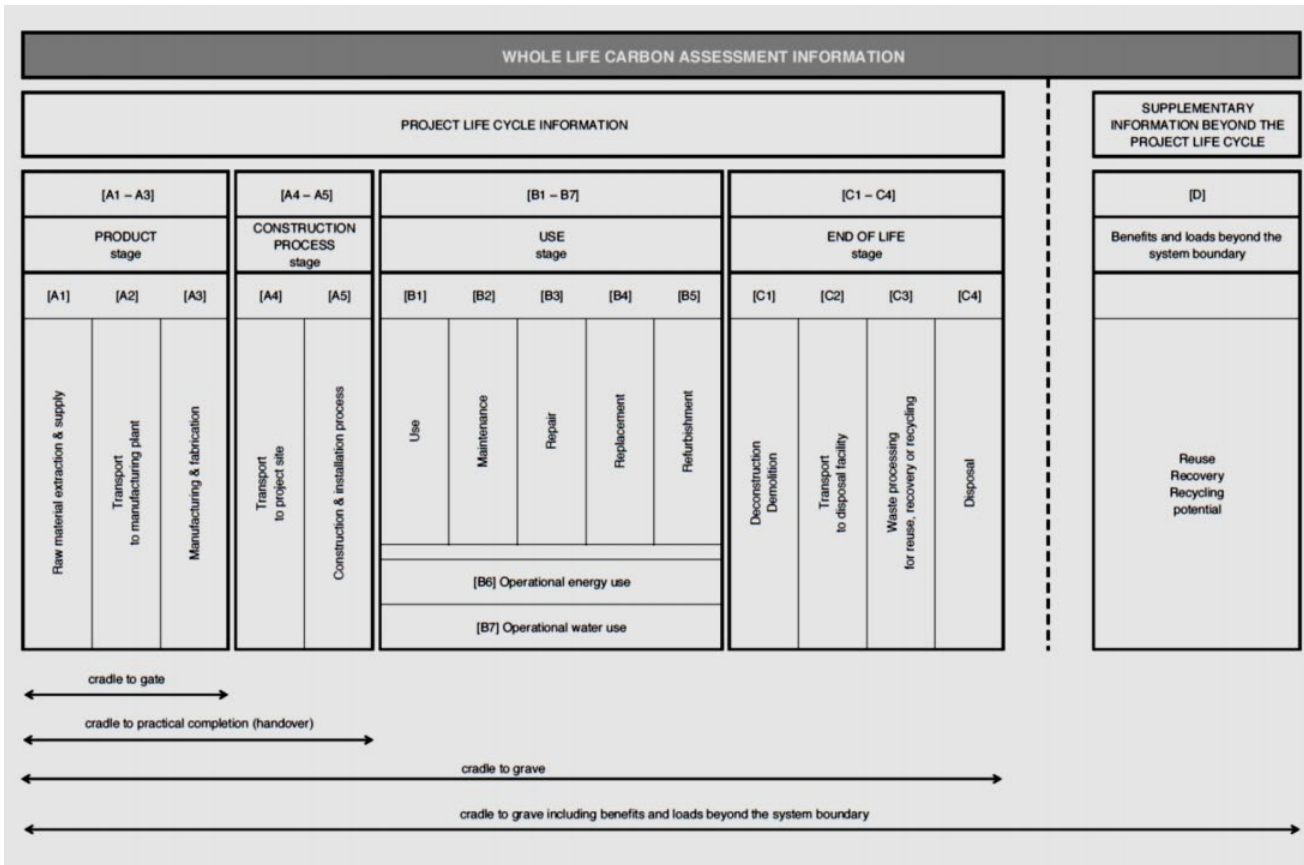 WHOLE LIFE CARBON ASSESSMENT INFORMATION
PROJECT LIFE CYCLE INFORMATION
SUPPLEMENTARY
INFORMATION BEYOND THE
PROJECT LIFE CYCLE
[A1 – A3]
[A4 – A5]
[B1 – B7]
[C1 – C4]
[D]
PRODUCT
stage
CONSTRUCTION
PROCESS
stage
USE
stage
END OF LIFE
stage
Benefits and loads beyond the
system boundary
[A1]
[A2]
[A3]
[A4]
[A5]
[B1]
[B2]
[B3]
[B4]
[B5]
[C1]
[C2]
[C3]
[C4]
Raw material extraction & supply
Transport
to manufacturing plant
Manufacturing & fabrication
Transport
to project site
Construction & installation process
Use
Maintenance
Repair
Replacement
Refurbishment
Deconstruction
Demolition
Transport
to disposal facility
Waste processing
for reuse, recovery or recycling
Disposal
Reuse
Recovery
Recycling
potential
[B6] Operational energy use
[B7] Operational water use
cradle to gate
cradle to practical completion (handover)
cradle to grave
cradle to grave including benefits and loads beyond the system boundary